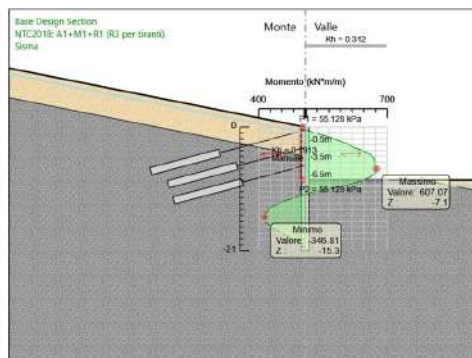 Base Design Section
NTC2018: A1+M1+R1 (R3 per tiranti)
Sisma
Monte Valle
Kh = 0.312
Momento (kN*m/m)
400 700
P1 = 55.128 kPa
0
-0.5m
Manuale
-3.5m
-6.5m
P2 = 55.128 kPa
Massimo
Valore 607.07
Z -7.1
Minimo
Valore -346.81
Z -15.3
-21